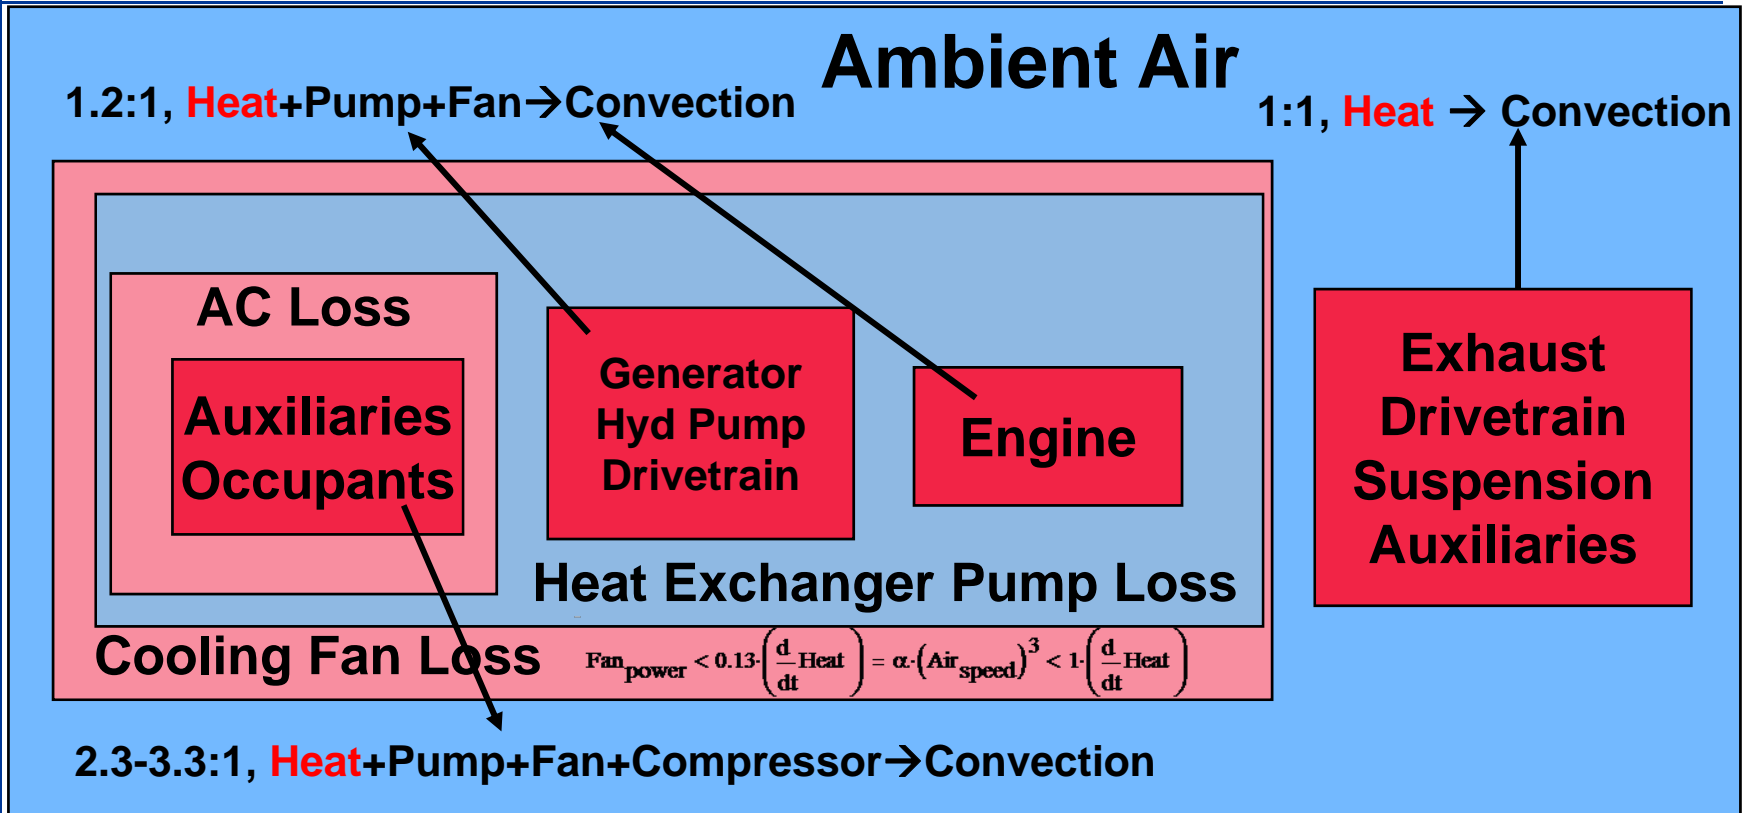 Ambient Air
1.2:1, Heat+Pump+Fan→Convection
1:1, Heat → Convection
AC Loss
Auxiliaries
Occupants
Generator
Hyd Pump
Drivetrain
Engine
Exhaust
Drivetrain
Suspension
Auxiliaries
Heat Exchanger Pump Loss
Cooling Fan Loss
Fan_power < 0.13·(d/dt Heat) = α·(Air_speed)^3 < 1·(d/dt Heat)
2.3-3.3:1, Heat+Pump+Fan+Compressor→Convection